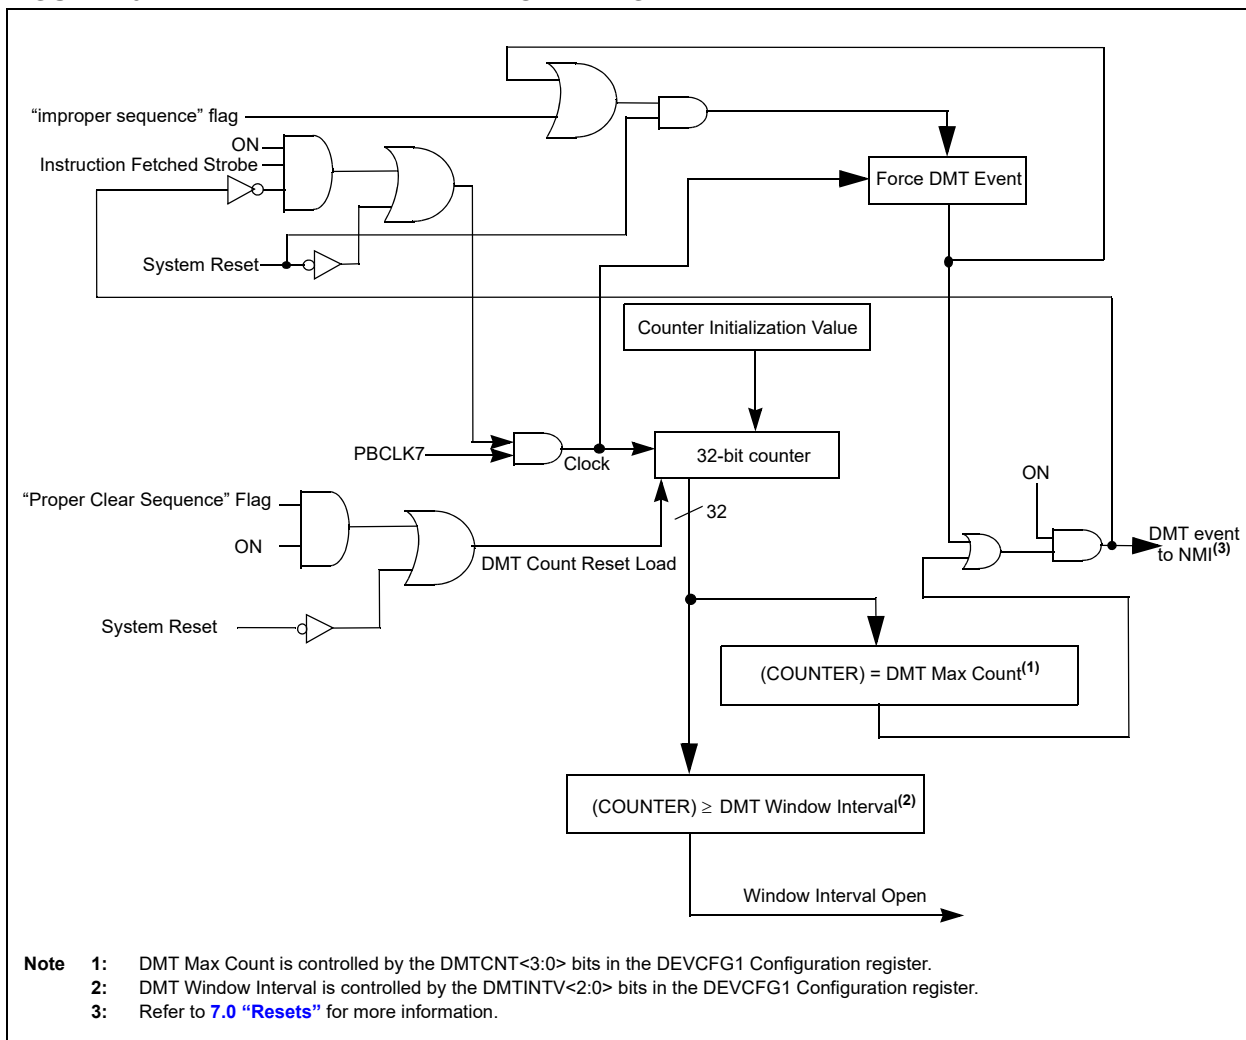 “improper sequence” flag
ON
Instruction Fetched Strobe
Force DMT Event
System Reset
Counter Initialization Value
PBCLK7
Clock
32-bit counter
“Proper Clear Sequence” Flag
32
ON
ON
DMT event
to NMI(3)
DMT Count Reset Load
System Reset
(COUNTER) = DMT Max Count(1)
(COUNTER) ≥ DMT Window Interval(2)
Window Interval Open
Note 1: DMT Max Count is controlled by the DMTCNT<3:0> bits in the DEVCFG1 Configuration register.
2: DMT Window Interval is controlled by the DMTINTV<2:0> bits in the DEVCFG1 Configuration register.
3: Refer to 7.0 “Resets” for more information.